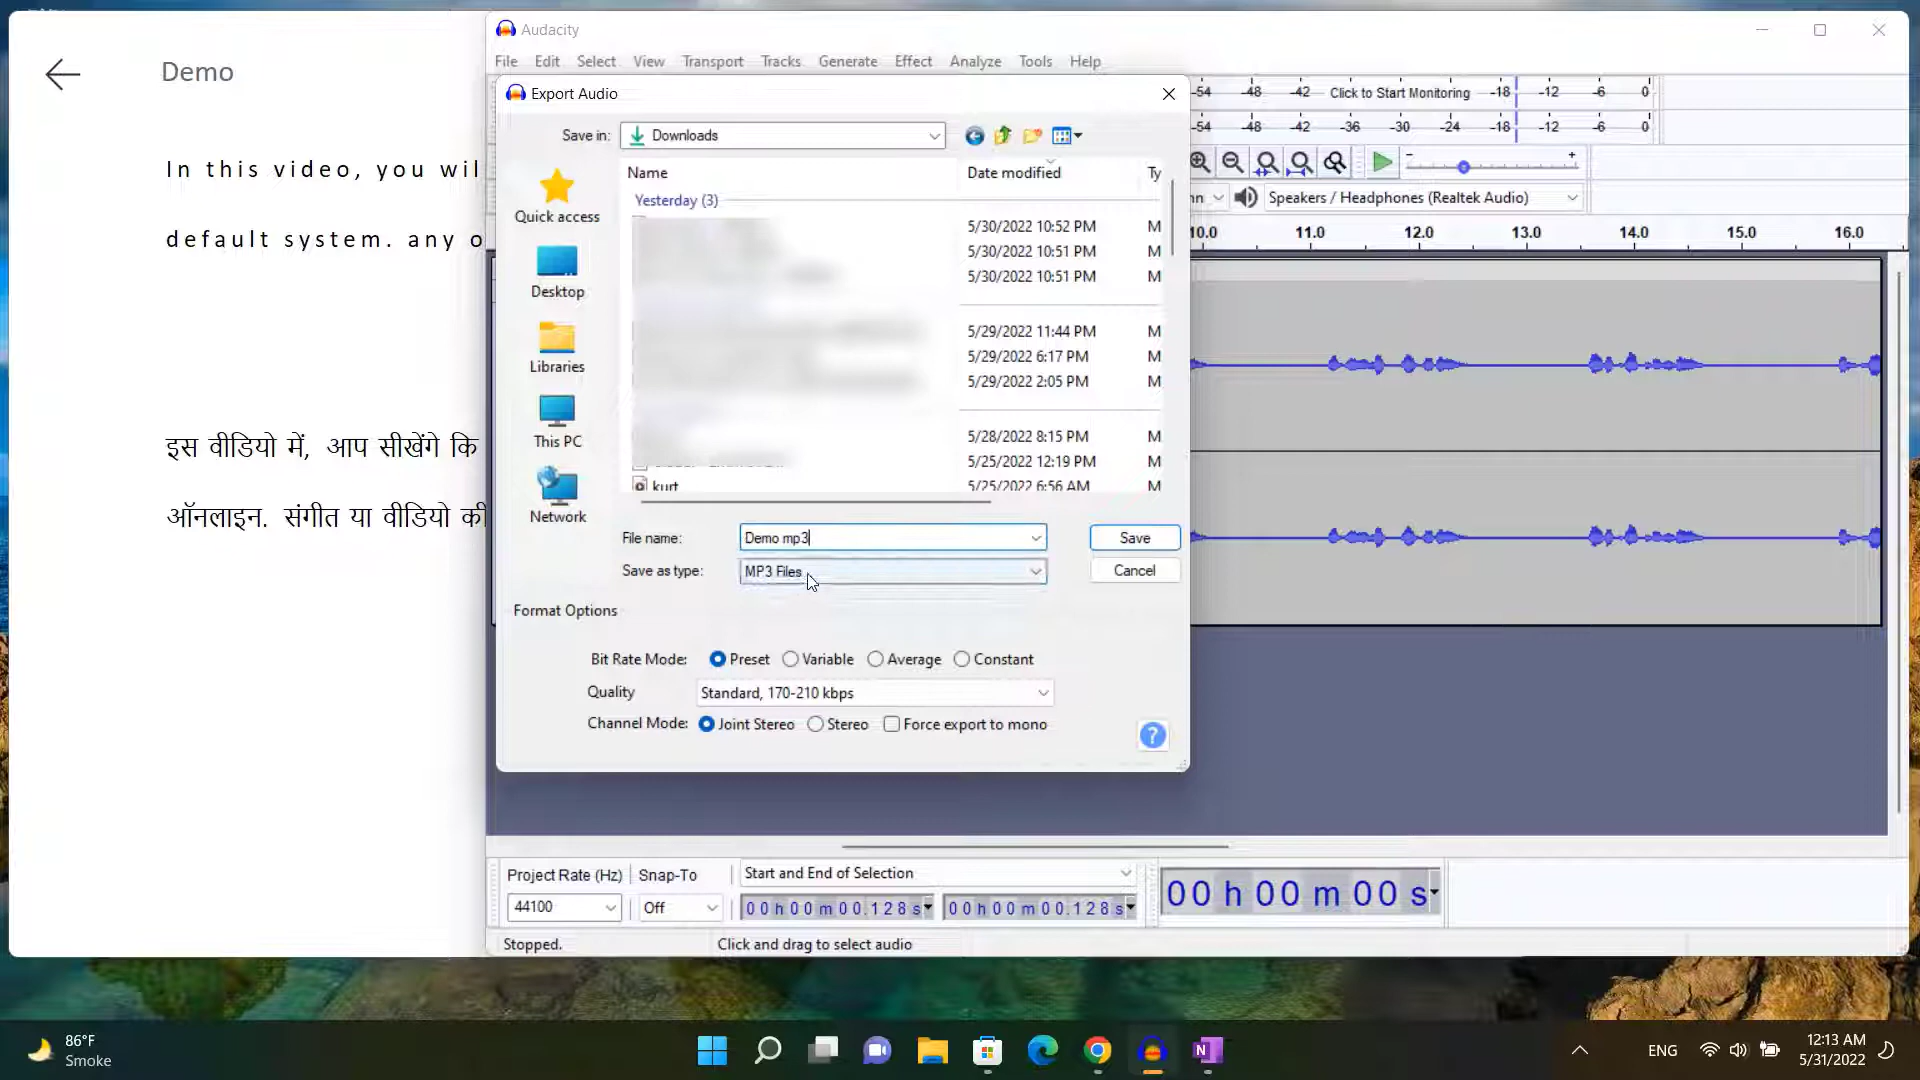 Demo
In this video, you wil
default system. any o
इस वीडियो में, आप सीखेंगे कि
ऑनलाइन. संगीत या वीडियो की
Audacity
File Edit Select View Transport Tracks Generate Effect Analyze Tools Help
Export Audio
Save in: Downloads
Quick access
Desktop
Libraries
This PC
Network
Name Date modified Ty
Yesterday (3)
5/30/2022 10:52 PM M
5/30/2022 10:51 PM M
5/30/2022 10:51 PM M
5/29/2022 11:44 PM M
5/29/2022 6:17 PM M
5/29/2022 2:05 PM M
5/28/2022 8:15 PM M
5/25/2022 12:19 PM M
kurt 5/25/2022 6:56 AM M
File name: Demo mp3 Save
Save as type: MP3 Files Cancel
Format Options
Bit Rate Mode: Preset Variable Average Constant
Quality Standard, 170-210 kbps
Channel Mode: Joint Stereo Stereo Force export to mono
?
-54 -48 -42 Click to Start Monitoring -18 -12 -6 0
-54 -48 -42 -36 -30 -24 -18 -12 -6 0
Speakers / Headphones (Realtek Audio)
10.0 11.0 12.0 13.0 14.0 15.0 16.0
Project Rate (Hz) Snap-To Start and End of Selection
44100 Off 00 h 00 m 00.128 s 00 h 00 m 00.128 s
00 h 00 m 00 s
Stopped. Click and drag to select audio
86°F
Smoke
ENG
12:13 AM
5/31/2022